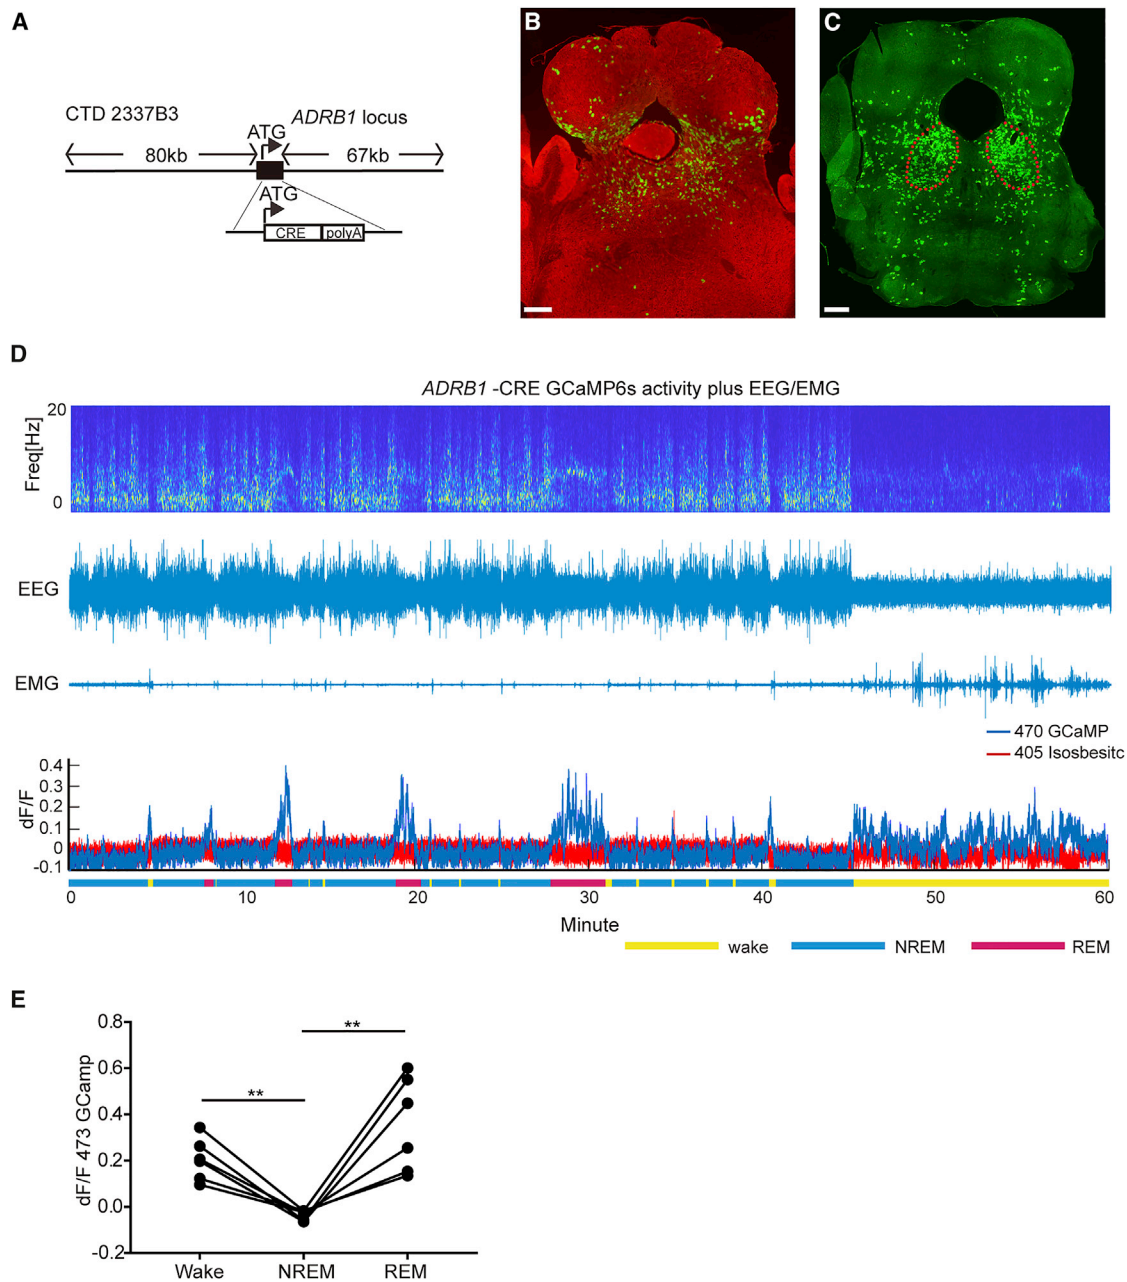 A
CTD 2337B3
ADRB1 locus
ATG
80kb
67kb
ATG
CRE
polyA
B
C
D
ADRB1 -CRE GCaMP6s activity plus EEG/EMG
20
Freq[Hz]
0
EEG
EMG
470 GCaMP
405 Isosbesitc
0.4
0.3
0.2
0.1
0
-0.1
dF/F
0
10
20
30
40
50
60
Minute
wake
NREM
REM
E
0.8
0.6
0.4
0.2
0.0
-0.2
dF/F 473 GCamp
**
**
Wake
NREM
REM